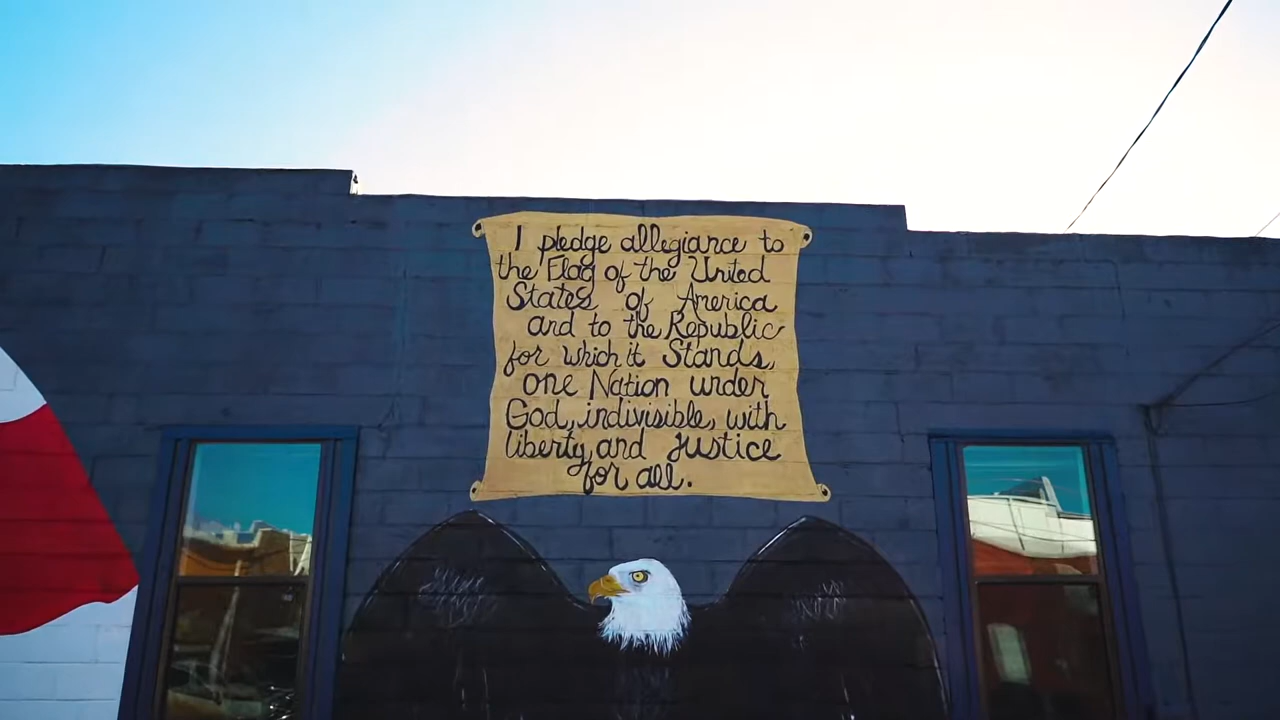 I pledge allegiance to
the Flag of the United
States of America
and to the Republic
for which it Stands,
one Nation under
God, indivisible, with
liberty and Justice
for all.